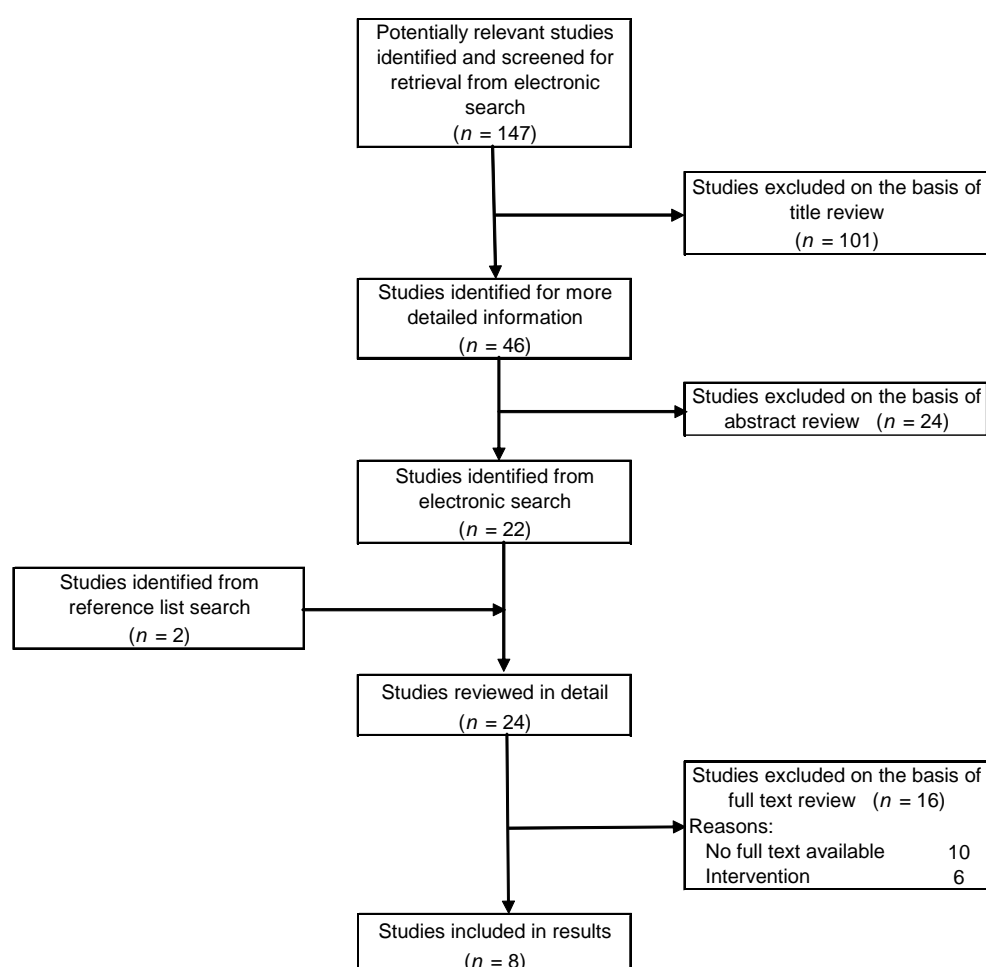 Potentially relevant studies
identified and screened for
retrieval from electronic
search
(n = 147)
Studies excluded on the basis of
title review
(n = 101)
Studies identified for more
detailed information
(n = 46)
Studies excluded on the basis of
abstract review (n = 24)
Studies identified from
electronic search
(n = 22)
Studies identified from
reference list search
(n = 2)
Studies reviewed in detail
(n = 24)
Studies excluded on the basis of
full text review (n = 16)
Reasons:
No full text available 10
Intervention 6
Studies included in results
(n = 8)